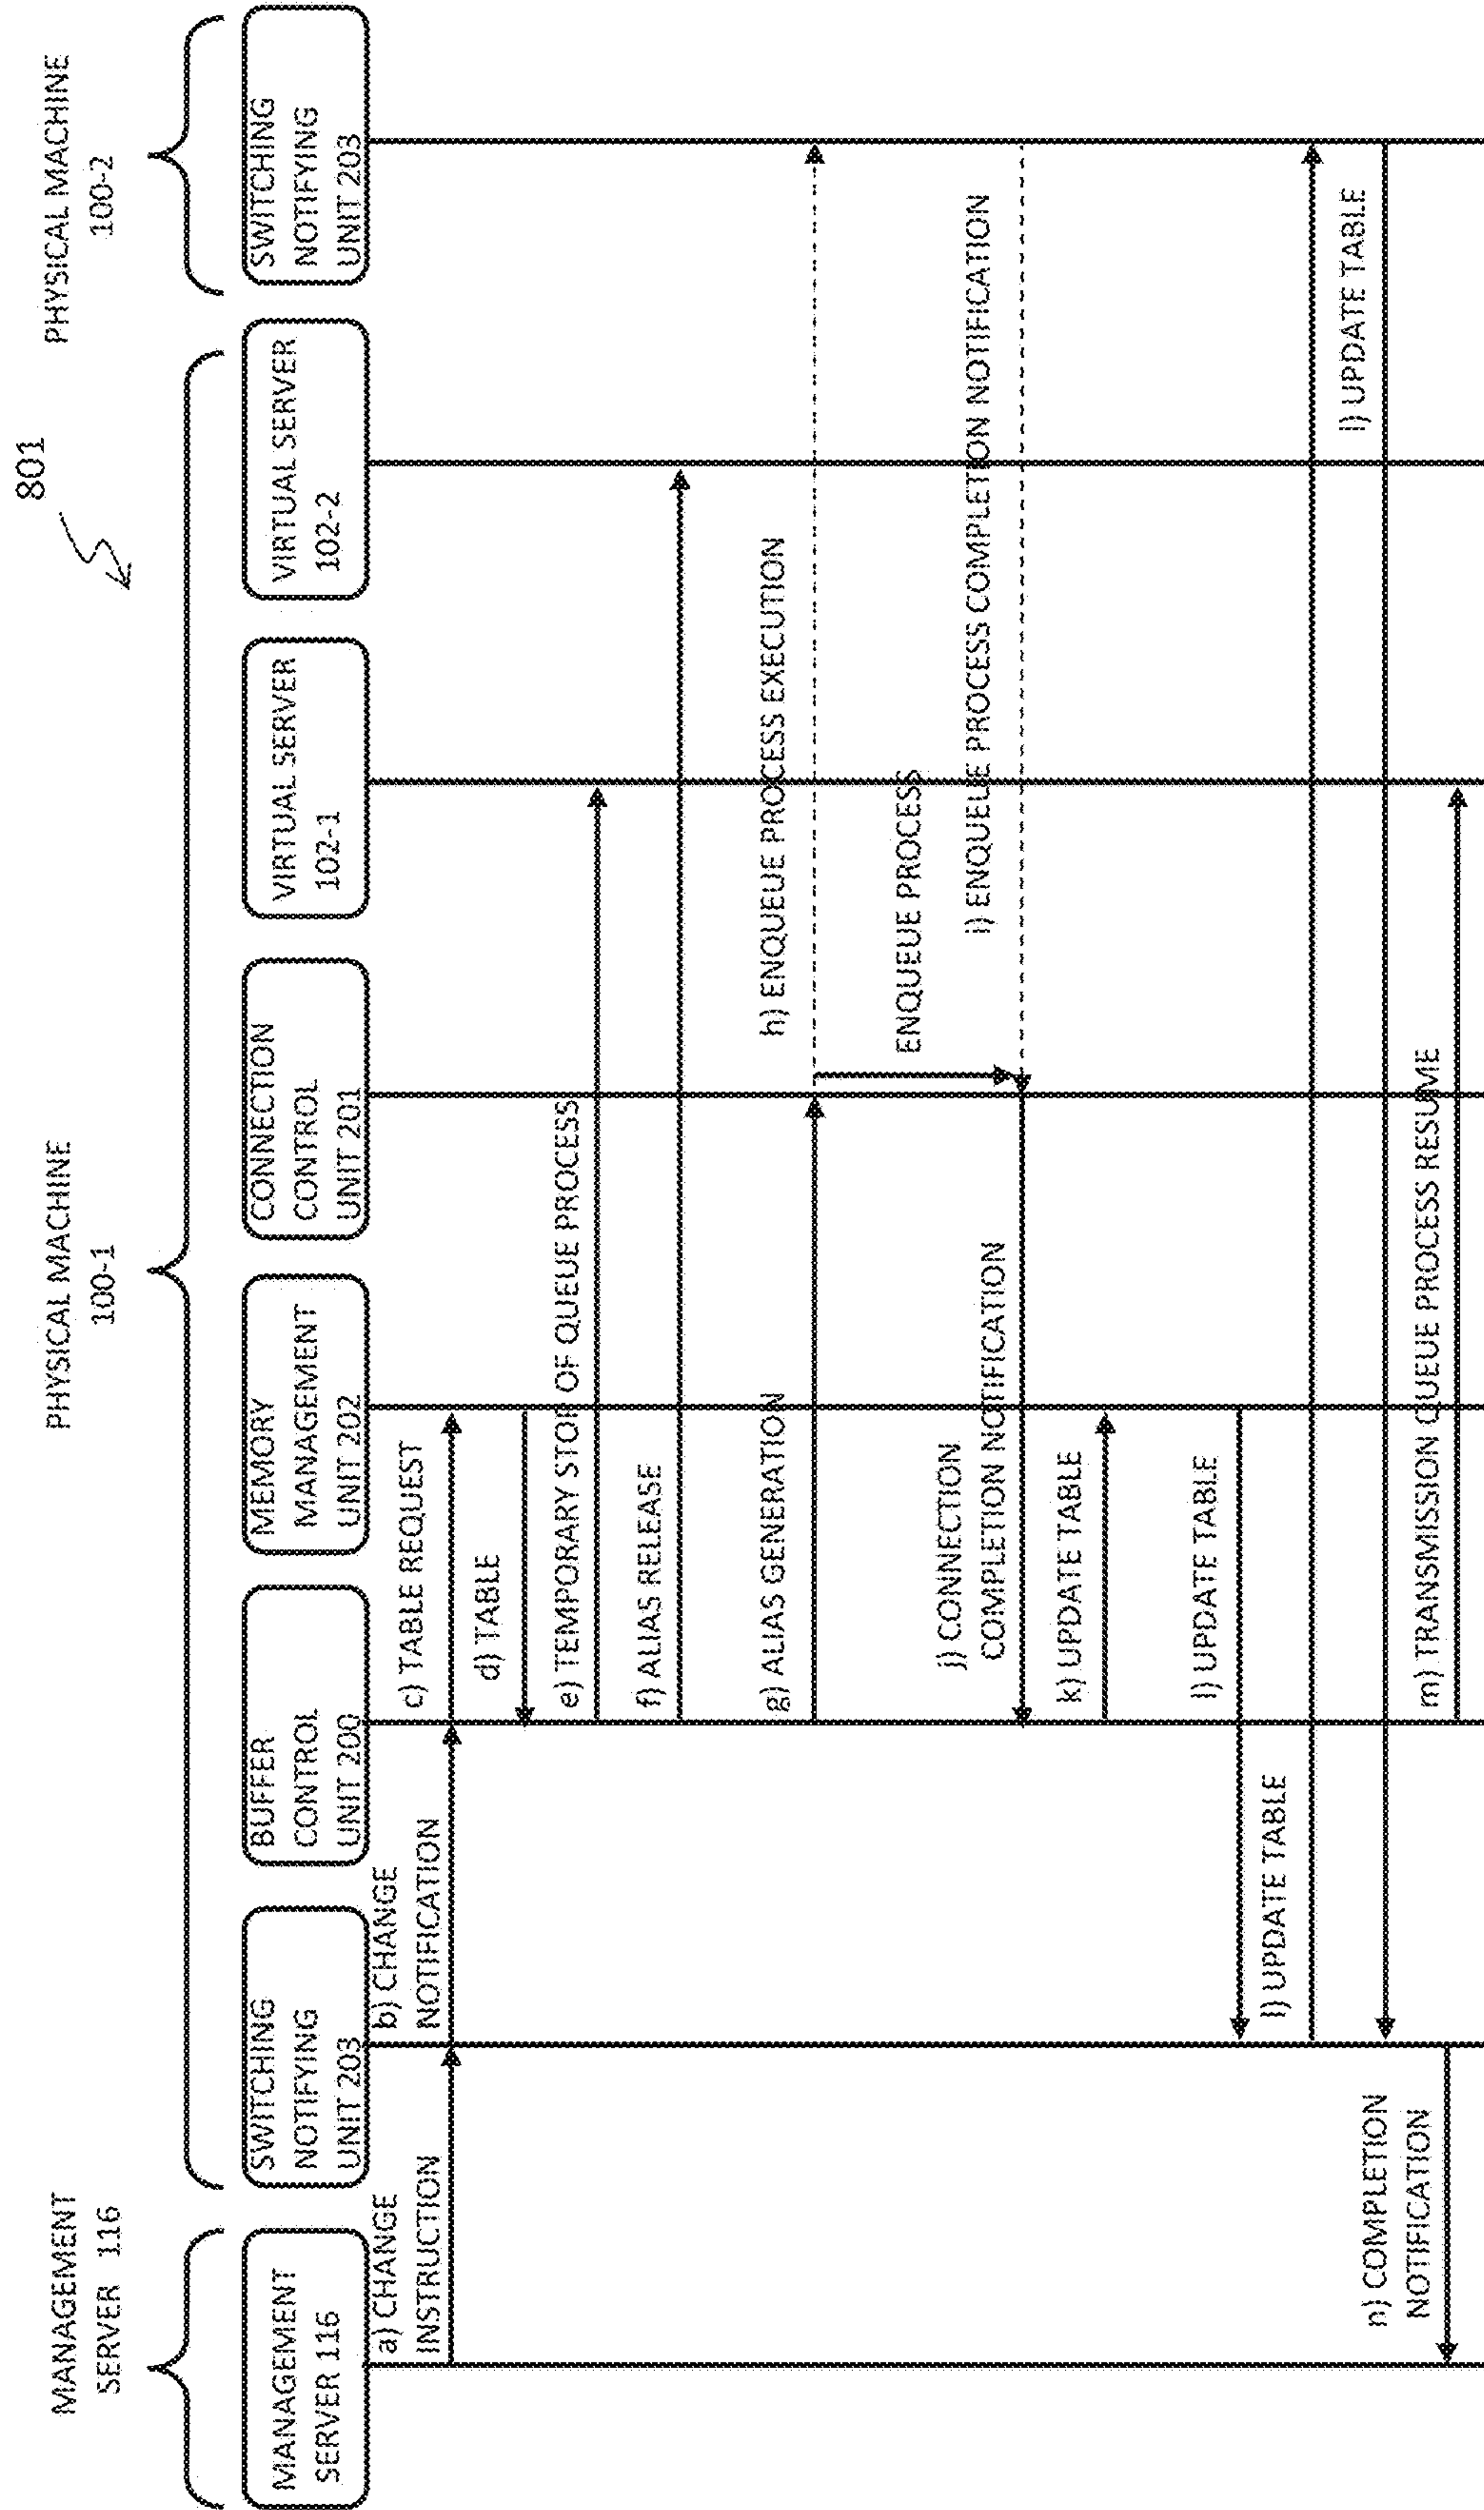 801
MANAGEMENT
SERVER 116
PHYSICAL MACHINE
100-1
PHYSICAL MACHINE
100-2
MANAGEMENT
SERVER 116
SWITCHING
NOTIFYING
UNIT 203
BUFFER
CONTROL
UNIT 200
MEMORY
MANAGEMENT
UNIT 202
CONNECTION
CONTROL
UNIT 201
VIRTUAL SERVER
102-1
VIRTUAL SERVER
102-2
SWITCHING
NOTIFYING
UNIT 203
a) CHANGE
INSTRUCTION
b) CHANGE
NOTIFICATION
c) TABLE REQUEST
d) TABLE
e) TEMPORARY STOP OF QUEUE PROCESS
f) ALIAS RELEASE
g) ALIAS GENERATION
h) ENQUEUE PROCESS EXECUTION
ENQUEUE PROCESS
i) ENQUEUE PROCESS COMPLETION NOTIFICATION
j) CONNECTION
COMPLETION NOTIFICATION
k) UPDATE TABLE
l) UPDATE TABLE
l) UPDATE TABLE
l) UPDATE TABLE
m) TRANSMISSION QUEUE PROCESS RESUME
n) COMPLETION
NOTIFICATION